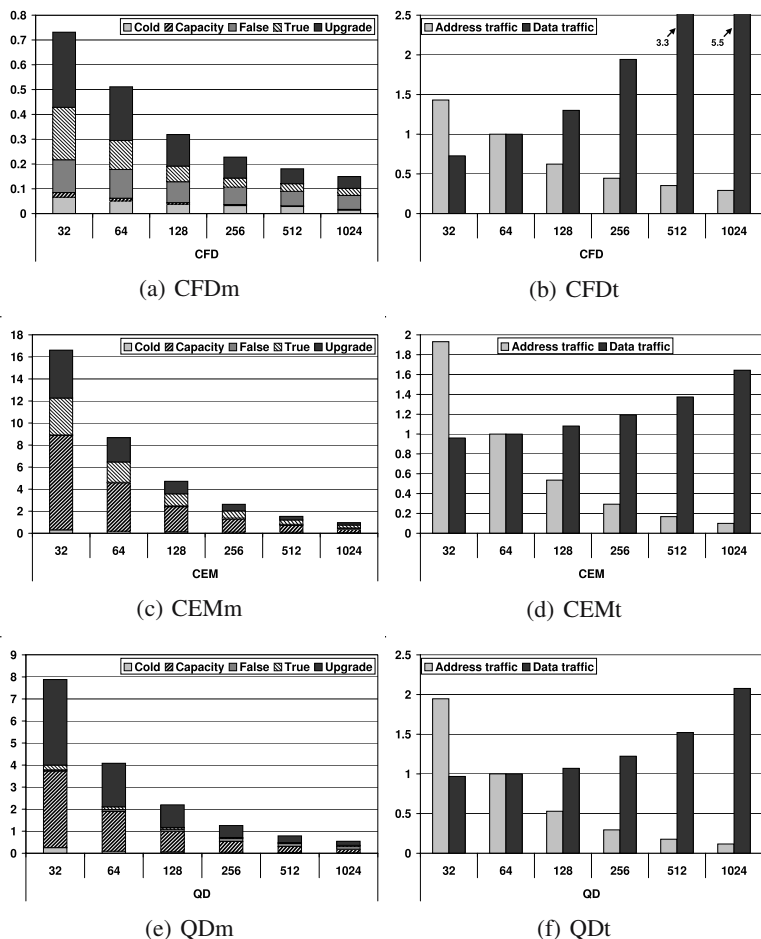 Cold Capacity False True Upgrade
0.8
0.7
0.6
0.5
0.4
0.3
0.2
0.1
0
32 64 128 256 512 1024
CFD
(a) CFDm
Address traffic Data traffic
2.5
2
1.5
1
0.5
0
3.3
5.5
32 64 128 256 512 1024
CFD
(b) CFDt
Cold Capacity False True Upgrade
18
16
14
12
10
8
6
4
2
0
32 64 128 256 512 1024
CEM
(c) CEMm
Address traffic Data traffic
2
1.8
1.6
1.4
1.2
1
0.8
0.6
0.4
0.2
0
32 64 128 256 512 1024
CEM
(d) CEMt
Cold Capacity False True Upgrade
9
8
7
6
5
4
3
2
1
0
32 64 128 256 512 1024
QD
(e) QDm
Address traffic Data traffic
2.5
2
1.5
1
0.5
0
32 64 128 256 512 1024
QD
(f) QDt